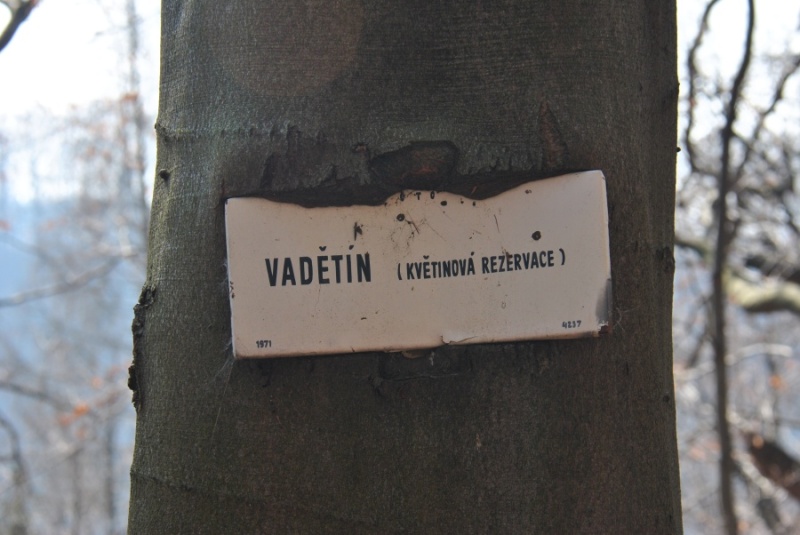 VADĚTÍN (KVĚTINOVÁ REZERVACE)
1971 4237